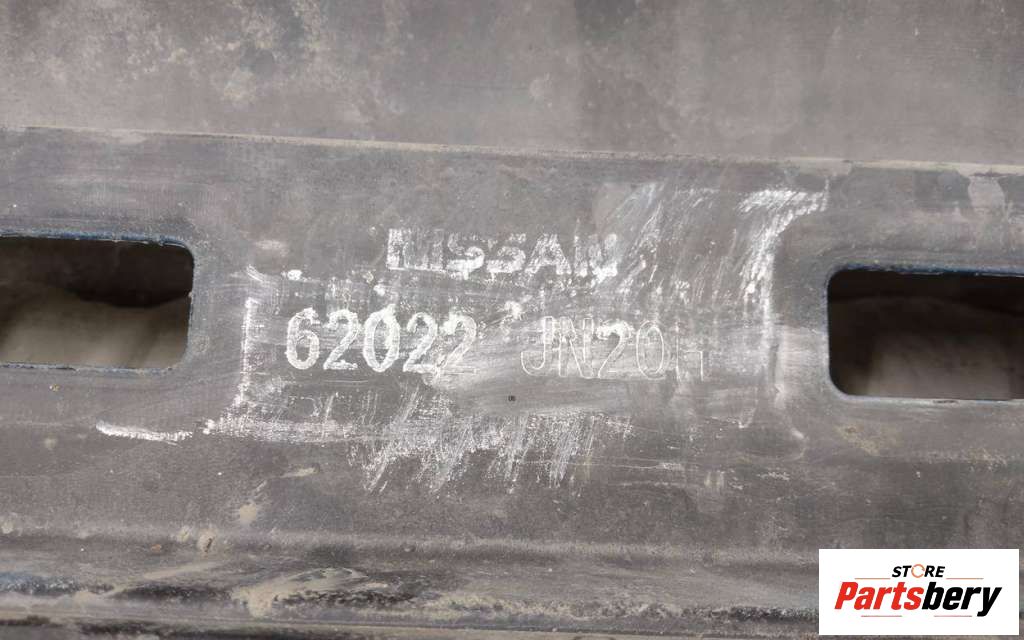 NISSAN
62022 JN20H
STORE
Partsbery